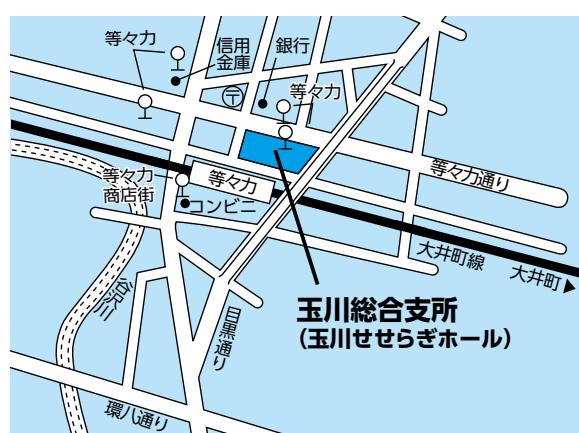 等々力
信用
金庫
銀行
〒
等々力
等々力通り
等々力
商店街
等々力
コンビニ
大井町線
大井町▶
谷沢川
目黒通り
玉川総合支所
（玉川せせらぎホール）
環八通り